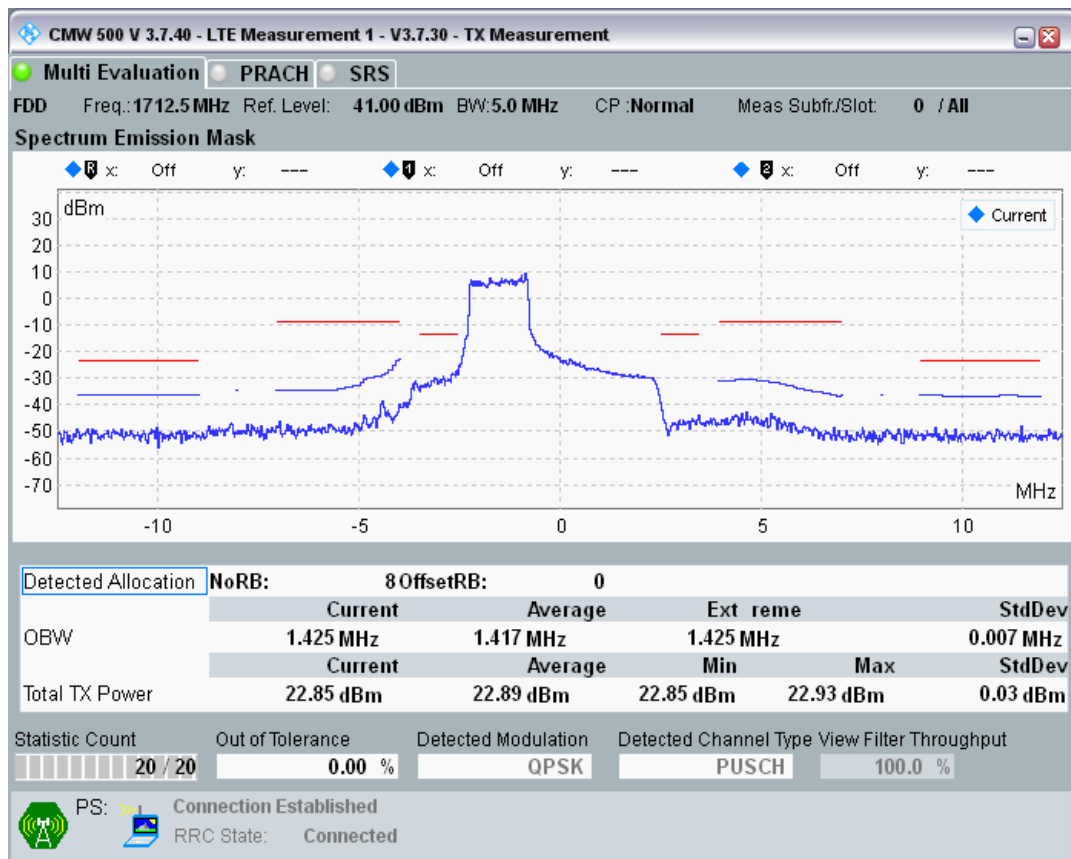 CMW 500 V 3.7.40 - LTE Measurement 1 - V3.7.30 - TX Measurement
Multi Evaluation PRACH SRS
FDD Freq.:1712.5 MHz Ref. Level: 41.00 dBm BW:5.0 MHz CP :Normal Meas Subfr./Slot: 0 / All
Spectrum Emission Mask
R x: Off y: --- 1 x: Off y: --- 2 x: Off y: ---
dBm
Current
30
20
10
0
-10
-20
-30
-40
-50
-60
-70
MHz
-10 -5 0 5 10
Detected Allocation NoRB: 8 OffsetRB: 0
Current Average Ext reme StdDev
OBW 1.425 MHz 1.417 MHz 1.425 MHz 0.007 MHz
Current Average Min Max StdDev
Total TX Power 22.85 dBm 22.89 dBm 22.85 dBm 22.93 dBm 0.03 dBm
Statistic Count Out of Tolerance Detected Modulation Detected Channel Type View Filter Throughput
20 / 20 0.00 % QPSK PUSCH 100.0 %
PS: Connection Established
RRC State: Connected